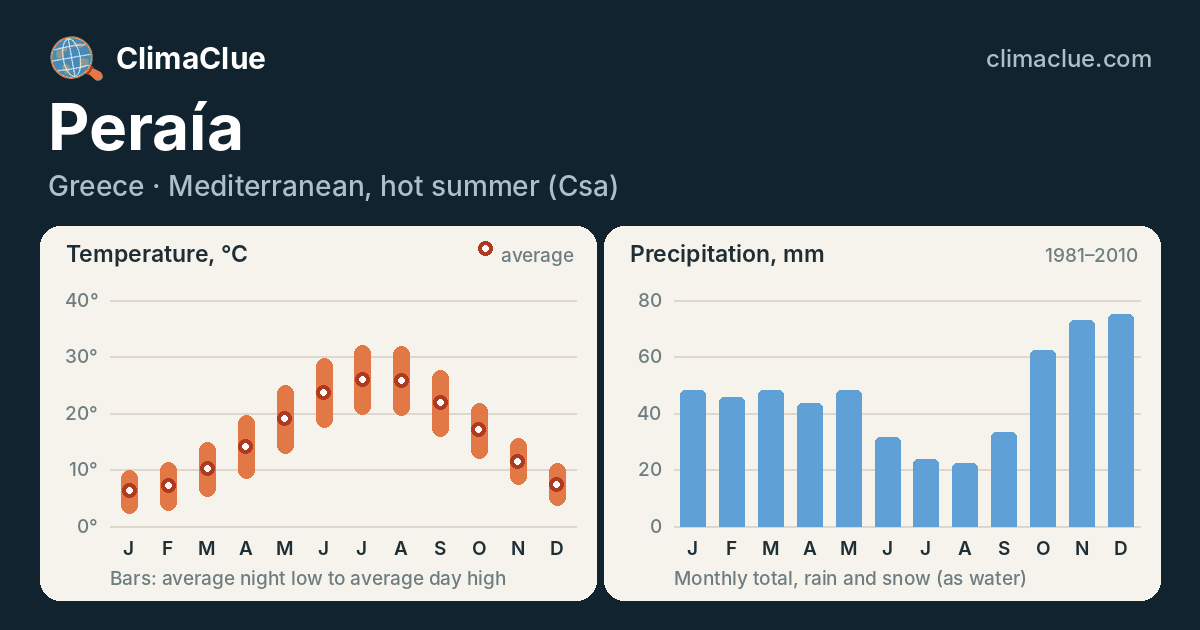 ClimaClue
climaclue.com
Peraía
Greece · Mediterranean, hot summer (Csa)
Temperature, °C
average
40°
30°
20°
10°
0°
J F M A M J J A S O N D
Bars: average night low to average day high
Precipitation, mm
1981–2010
80
60
40
20
0
J F M A M J J A S O N D
Monthly total, rain and snow (as water)